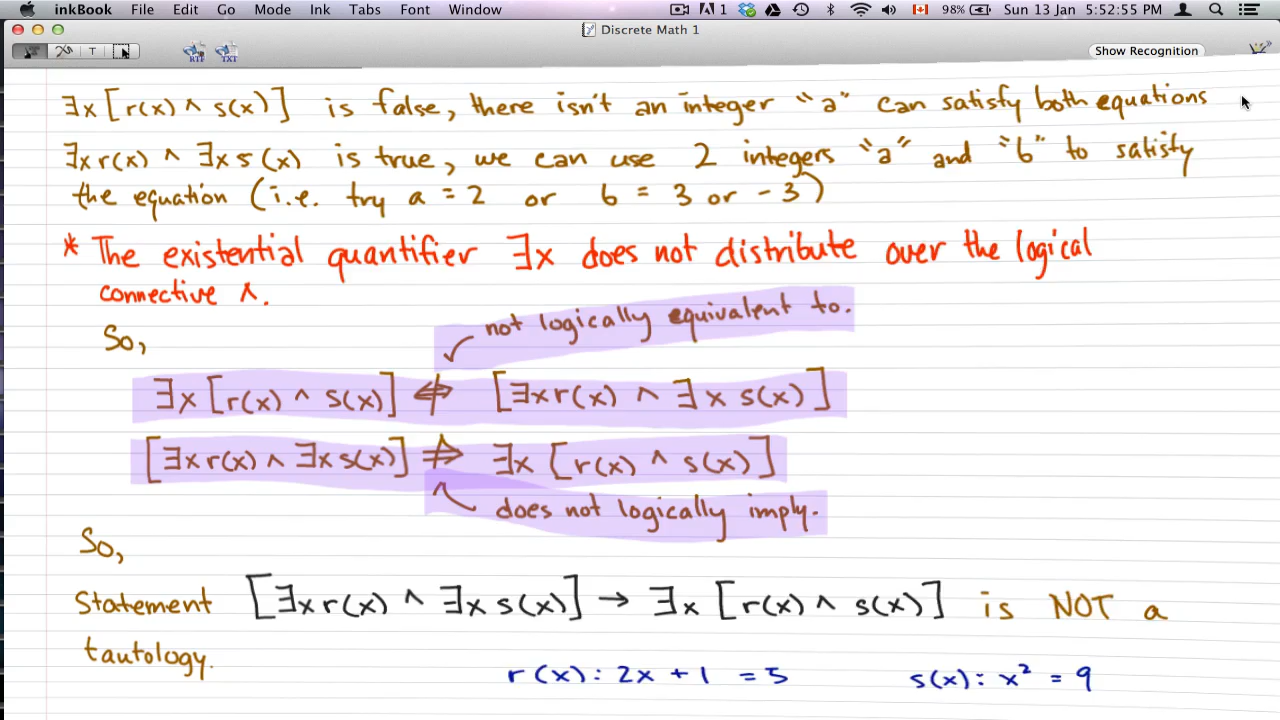 inkBook File Edit Go Mode Ink Tabs Font Window 1 98% Sun 13 Jan 5:52:55 PM
Discrete Math 1
T RTF TXT Show Recognition
∃x [r(x) ∧ s(x)] is false, there isn't an integer "a" can satisfy both equations
∃x r(x) ∧ ∃x s(x) is true, we can use 2 integers "a" and "b" to satisfy
the equation (i.e. try a = 2 or b = 3 or -3)
* The existential quantifier ∃x does not distribute over the logical
connective ∧.
not logically equivalent to.
So,
∃x [r(x) ∧ s(x)] ⇎ [∃x r(x) ∧ ∃x s(x)]
[∃x r(x) ∧ ∃x s(x)] ⇏ ∃x [r(x) ∧ s(x)]
does not logically imply.
So,
Statement [∃x r(x) ∧ ∃x s(x)] → ∃x [r(x) ∧ s(x)] is NOT a
tautology.
r(x): 2x + 1 = 5 s(x): x² = 9